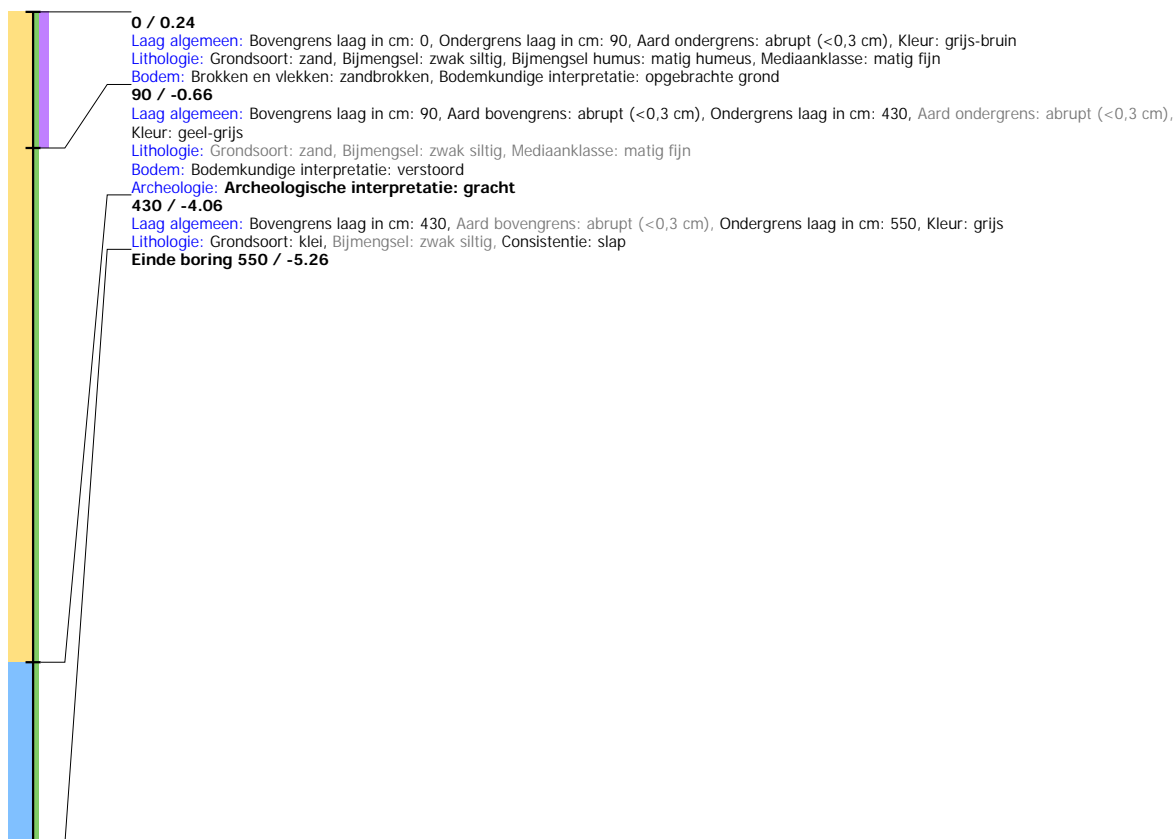 0 / 0.24
Laag algemeen: Bovengrens laag in cm: 0, Ondergrens laag in cm: 90, Aard ondergrens: abrupt (<0,3 cm), Kleur: grijs-bruin
Lithologie: Grondsoort: zand, Bijmengsel: zwak siltig, Bijmengsel humus: matig humeus, Mediaanklasse: matig fijn
Bodem: Brokken en vlekken: zandbrokken, Bodemkundige interpretatie: opgebrachte grond
90 / -0.66
Laag algemeen: Bovengrens laag in cm: 90, Aard bovengrens: abrupt (<0,3 cm), Ondergrens laag in cm: 430, Aard ondergrens: abrupt (<0,3 cm),
Kleur: geel-grijs
Lithologie: Grondsoort: zand, Bijmengsel: zwak siltig, Mediaanklasse: matig fijn
Bodem: Bodemkundige interpretatie: verstoord
Archeologie: Archeologische interpretatie: gracht
430 / -4.06
Laag algemeen: Bovengrens laag in cm: 430, Aard bovengrens: abrupt (<0,3 cm), Ondergrens laag in cm: 550, Kleur: grijs
Lithologie: Grondsoort: klei, Bijmengsel: zwak siltig, Consistentie: slap
Einde boring 550 / -5.26